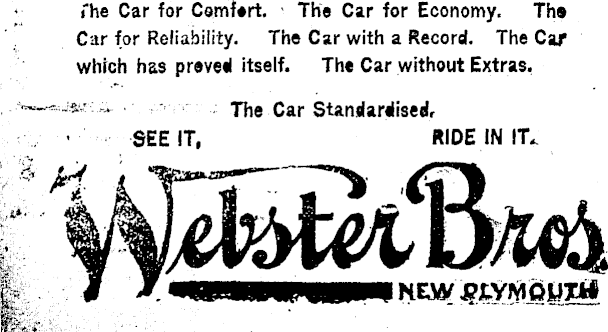 The Car for Comfort. The Car for Economy. The
Car for Reliability. The Car with a Record. The Car
which has proved itself. The Car without Extras.
The Car Standardised.
SEE IT, RIDE IN IT.
Webster Bros.
NEW PLYMOUTH